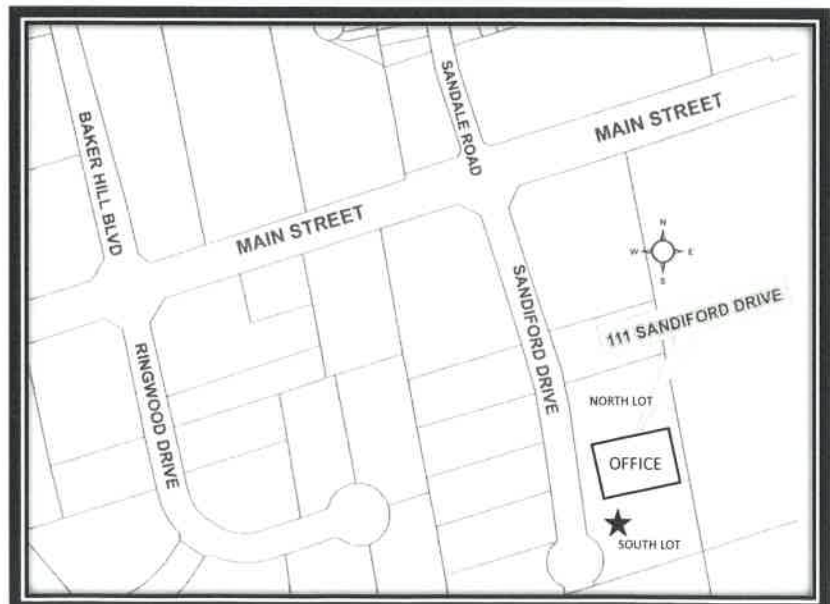 BAKER HILL BLVD
SANDALE ROAD
MAIN STREET
MAIN STREET
N
W
E
S
SANDIFORD DRIVE
111 SANDIFORD DRIVE
RINGWOOD DRIVE
NORTH LOT
OFFICE
SOUTH LOT